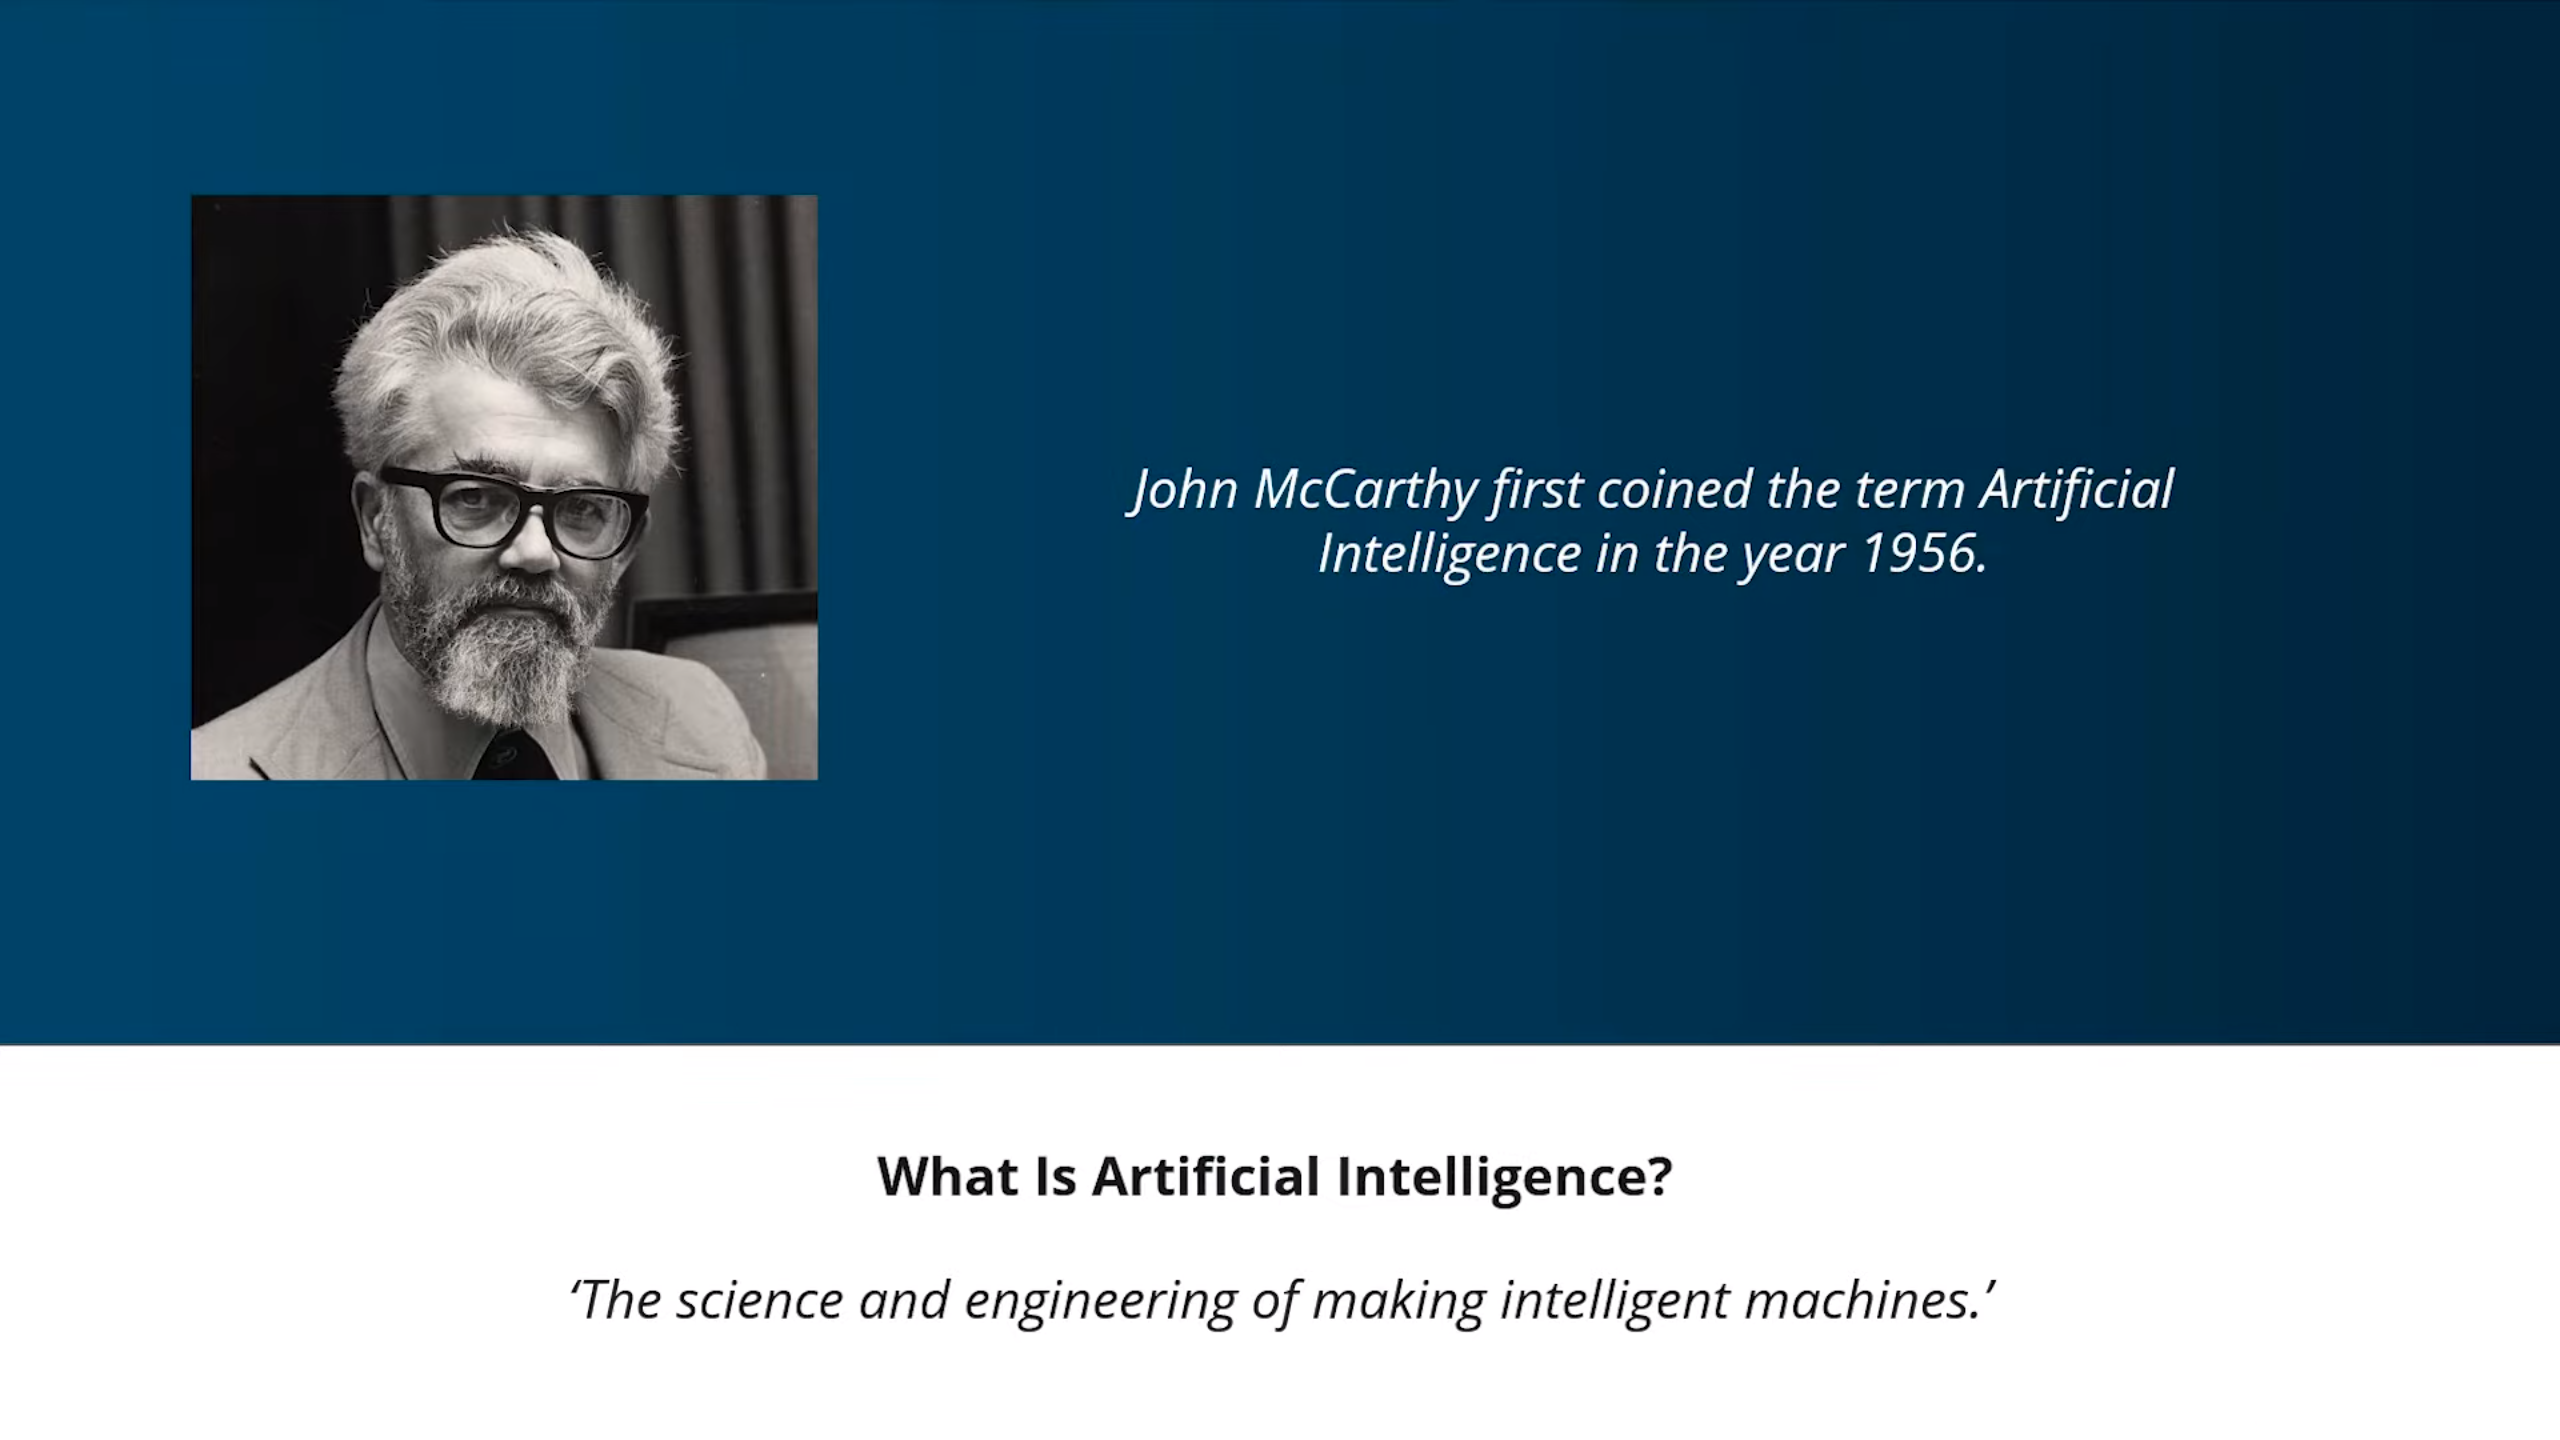 John McCarthy first coined the term Artificial
Intelligence in the year 1956.
What Is Artificial Intelligence?
‘The science and engineering of making intelligent machines.’